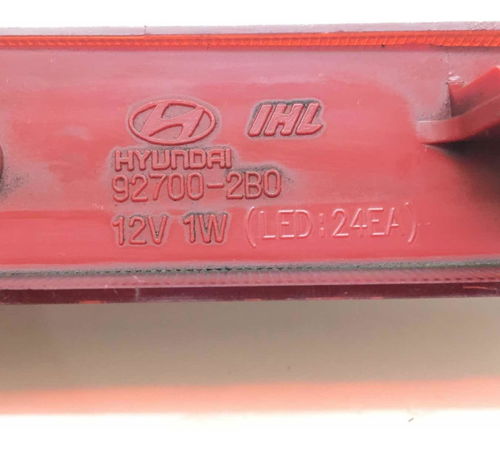 IHL
HYUNDAI
92700-2B0
12V 1W (LED:24EA)